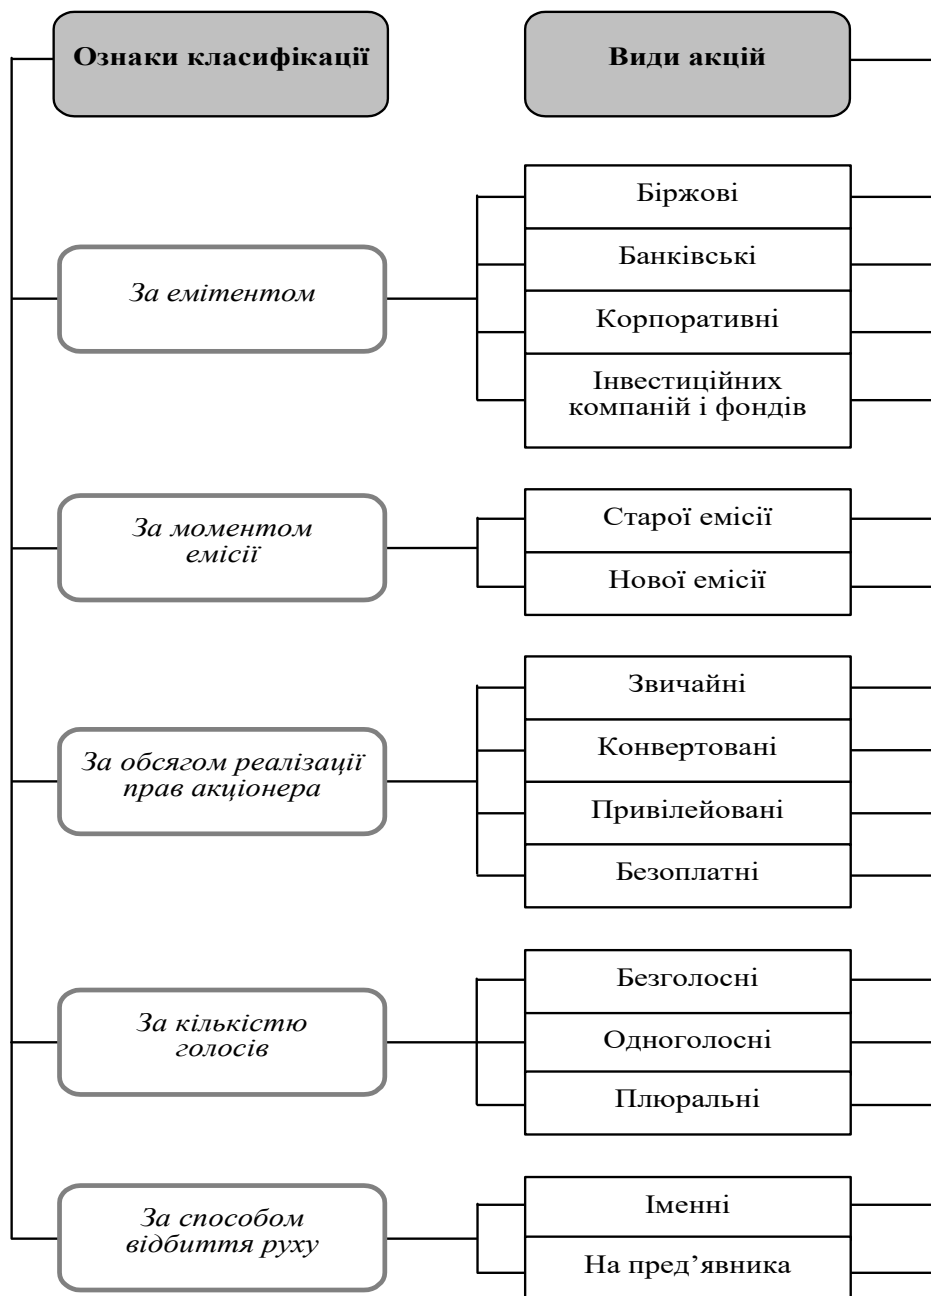 Ознаки класифікації
Види акцій
За емітентом
Біржові
Банківські
Корпоративні
Інвестиційних
компаній і фондів
За моментом
емісії
Старої емісії
Нової емісії
За обсягом реалізації
прав акціонера
Звичайні
Конвертовані
Привілейовані
Безоплатні
За кількістю
голосів
Безголосні
Одноголосні
Плюральні
За способом
відбиття руху
Іменні
На пред’явника